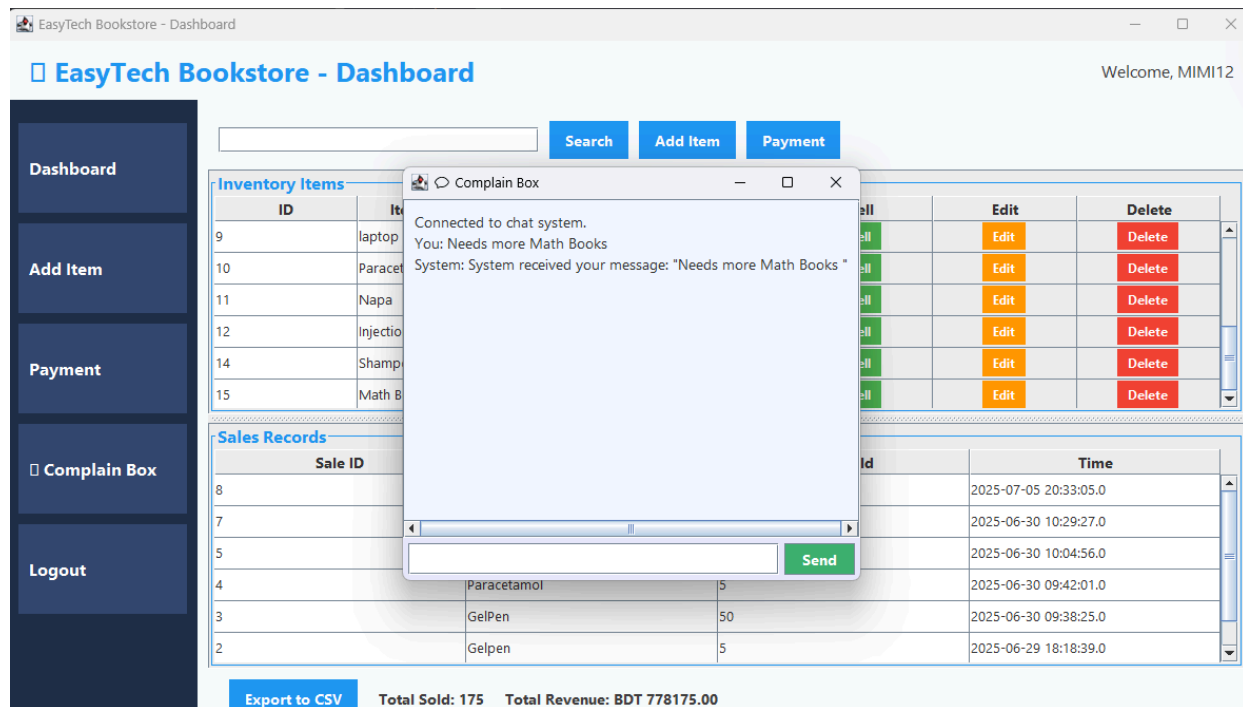 EasyTech Bookstore - Dashboard
EasyTech Bookstore - Dashboard
Welcome, MIMI12
Dashboard
Add Item
Payment
Complain Box
Logout
Search Add Item Payment
Inventory Items
ID Edit Delete
9 laptop Edit Delete
10 Edit Delete
11 Napa Edit Delete
12 Edit Delete
14 Edit Delete
15 Math Edit Delete
Complain Box
Connected to chat system.
You: Needs more Math Books
System: System received your message: "Needs more Math Books "
Send
Sales Records
Sale ID Time
8 2025-07-05 20:33:05.0
7 2025-06-30 10:29:27.0
5 2025-06-30 10:04:56.0
4 Paracetamol 5 2025-06-30 09:42:01.0
3 GelPen 50 2025-06-30 09:38:25.0
2 Gelpen 5 2025-06-29 18:18:39.0
Export to CSV Total Sold: 175 Total Revenue: BDT 778175.00